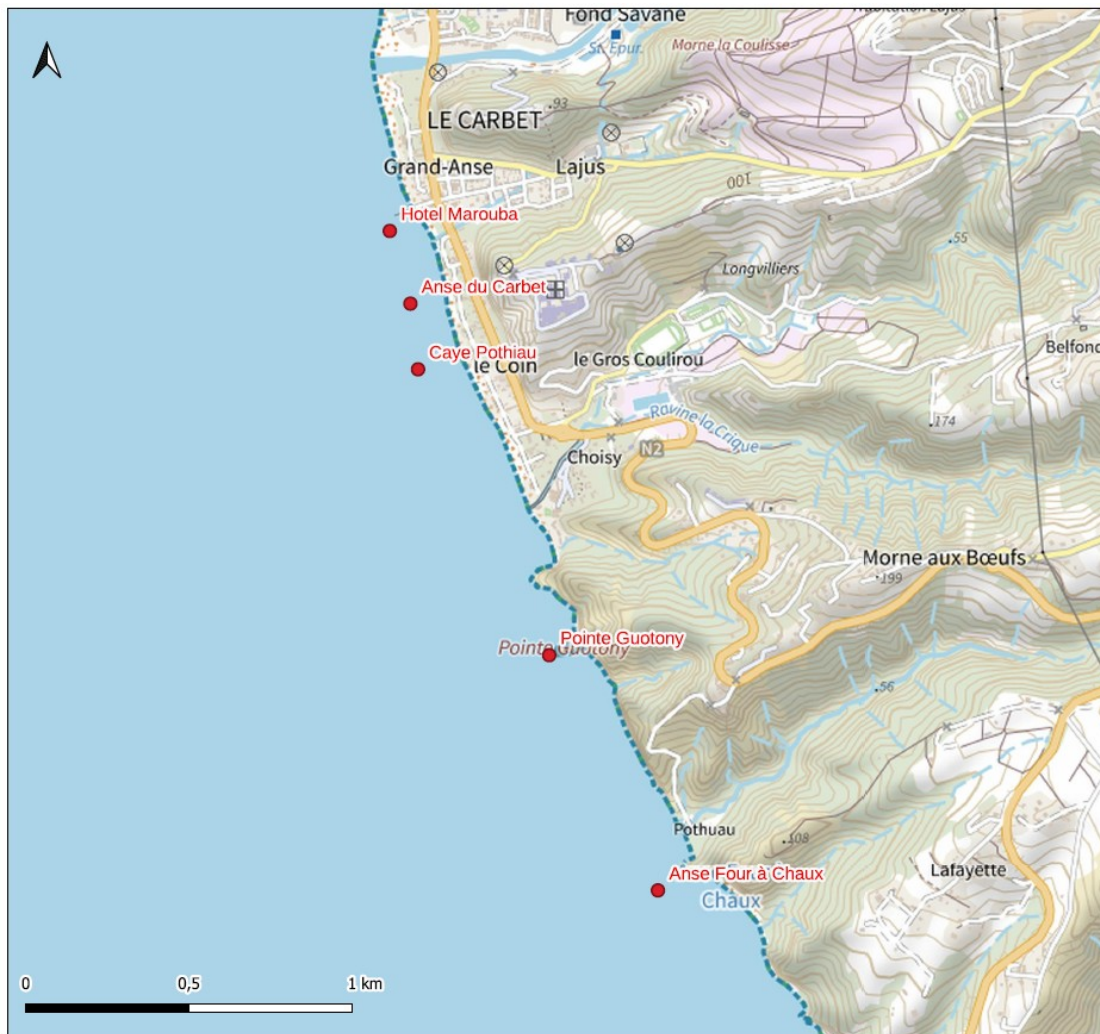 Fond Savane
St. Epur.
Morne la Coulisse
.93
LE CARBET
Grand-Anse
Lajus
100
Hotel Marouba
.55
Longvilliers
Anse du Carbet
Belfond
Caye Pothiau
le Coin
le Gros Coulirou
.174
Ravine la Crique
N2
Choisy
Morne aux Bœufs
.199
Pointe Guotony
Pointe Guotony
.56
Pothuau
.108
Lafayette
Anse Four à Chaux
Chaux
0
0,5
1 km